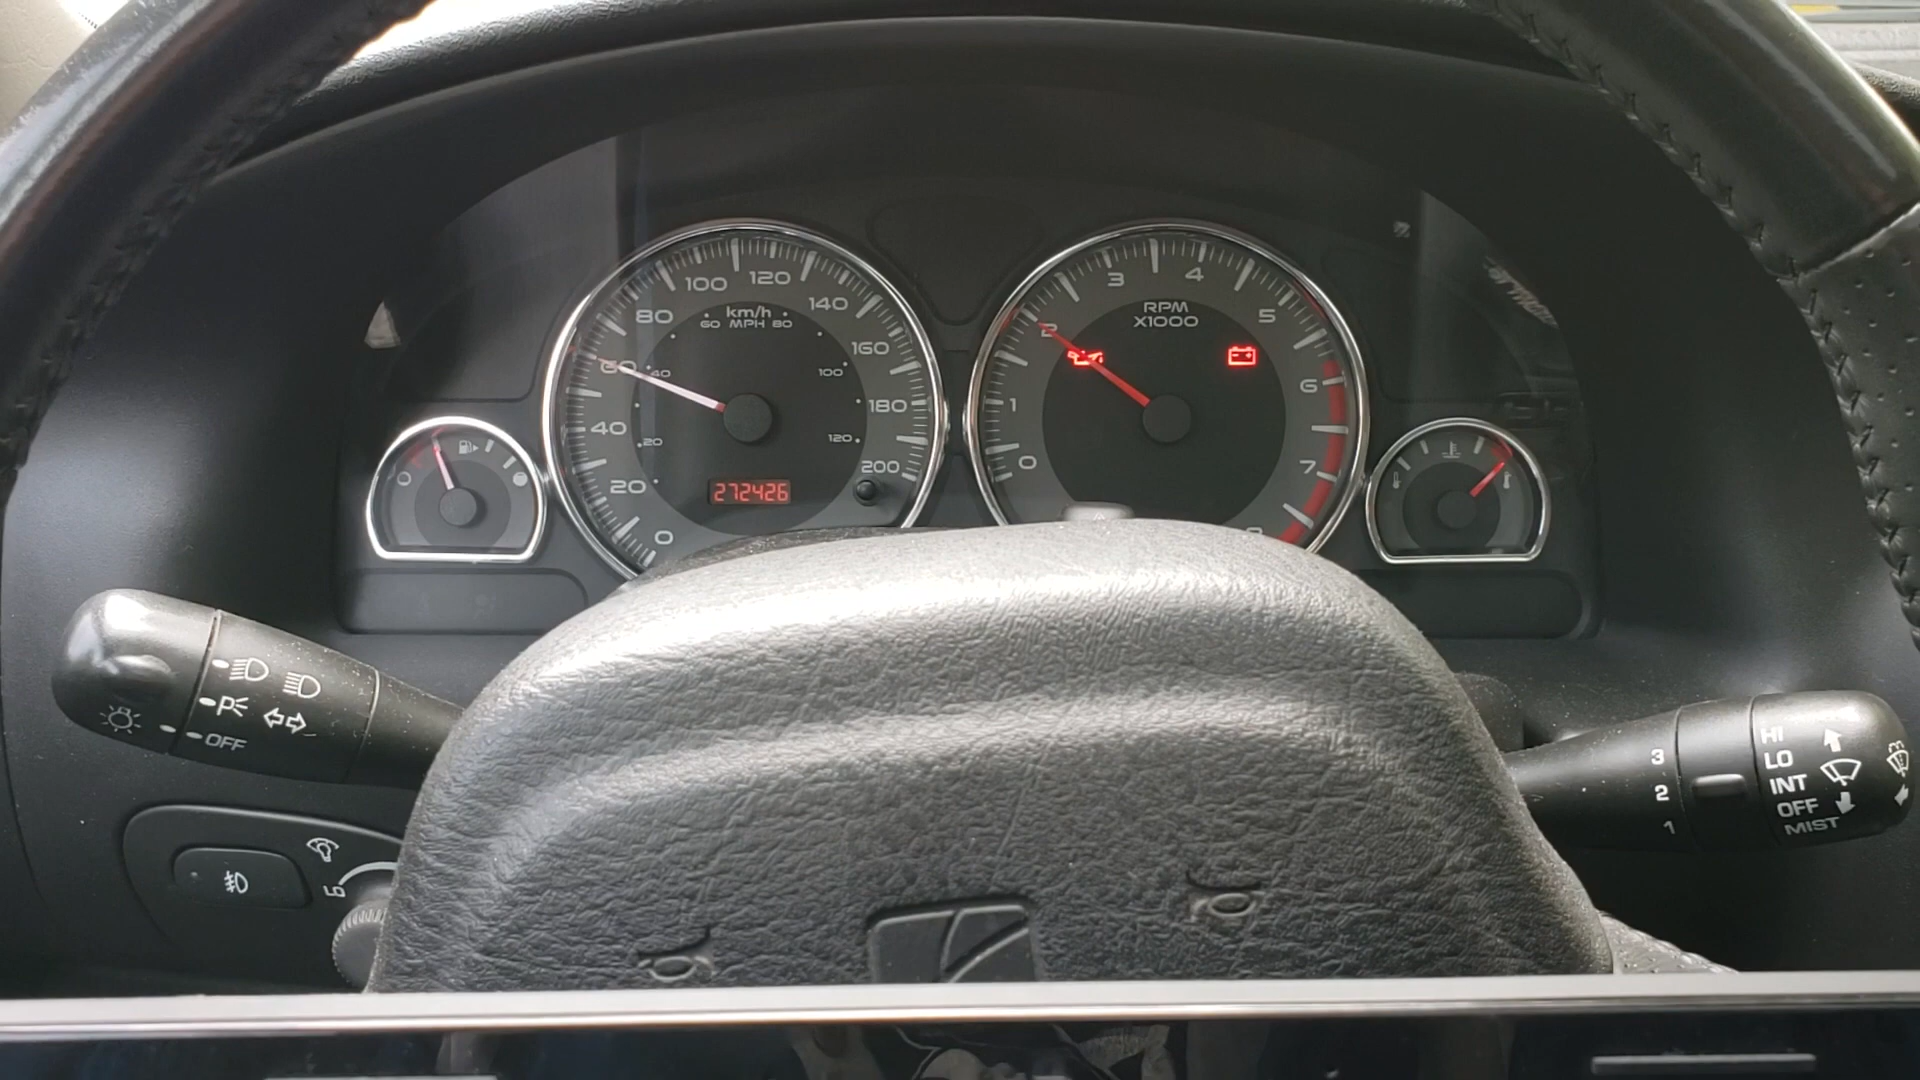 100 120
80 140
km/h
60 MPH 80
60 40 100 160
180
40 20 120
200
20
272426
0
3 4
2 5
RPM
X1000
6
1
0 7
OFF
HI
LO
INT
OFF
MIST
3
2
1